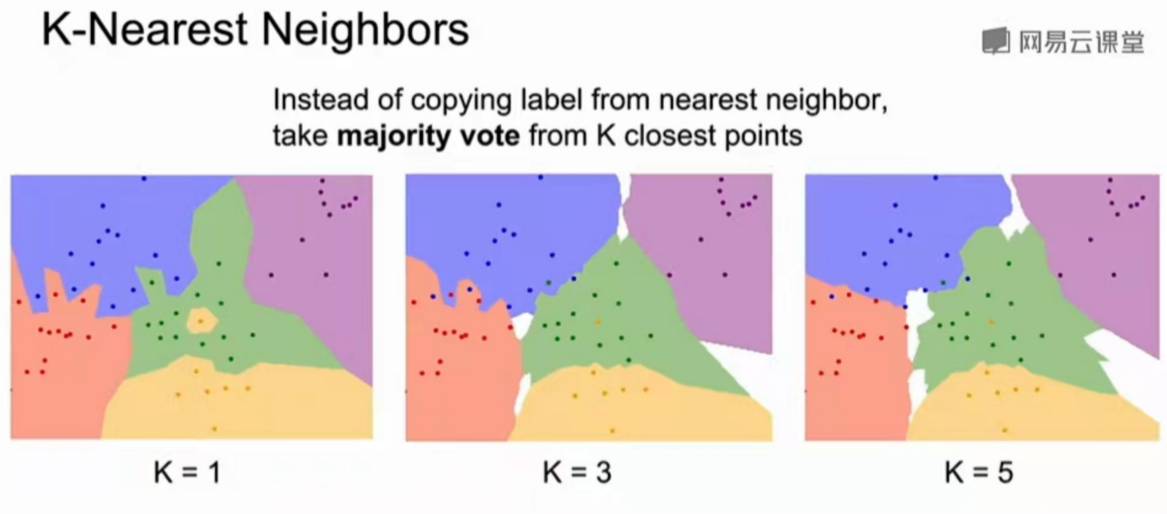 K-Nearest Neighbors
网易云课堂
Instead of copying label from nearest neighbor,
take majority vote from K closest points
K = 1
K = 3
K = 5